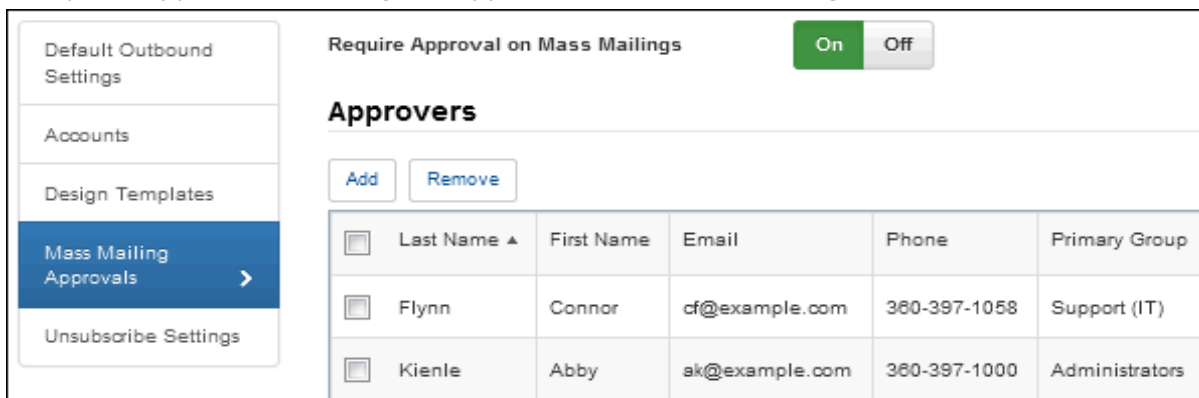 Default Outbound
Settings
Accounts
Design Templates
Mass Mailing
Approvals
Unsubscribe Settings
Require Approval on Mass Mailings On Off
Approvers
Add Remove
Last Name First Name Email Phone Primary Group
Flynn Connor cf@example.com 360-397-1058 Support (IT)
Kienle Abby ak@example.com 360-397-1000 Administrators